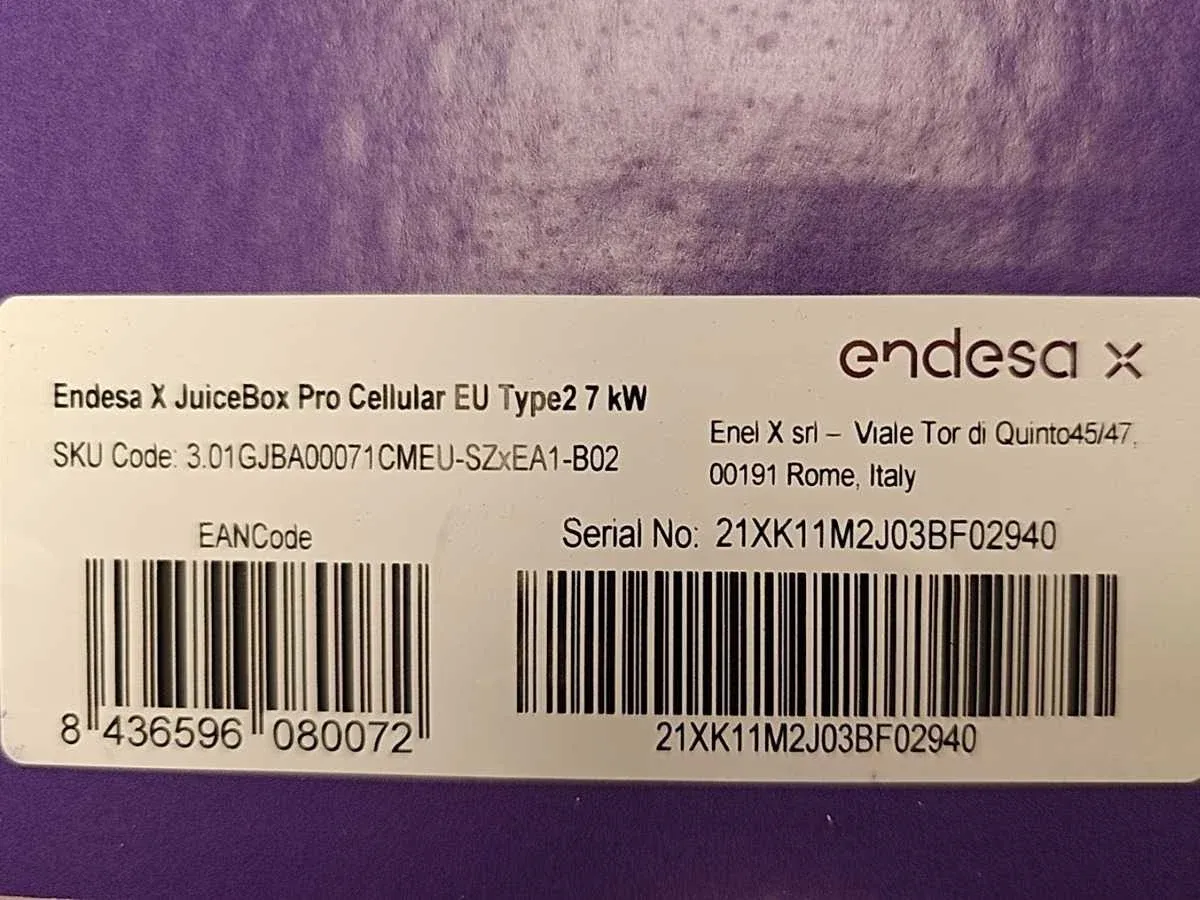 endesa x
Endesa X JuiceBox Pro Cellular EU Type2 7 kW
SKU Code: 3.01GJBA00071CMEU-SZxEA1-B02
Enel X srl – Viale Tor di Quinto45/47,
00191 Rome, Italy
EANCode
8 436596 080072
Serial No: 21XK11M2J03BF02940
21XK11M2J03BF02940